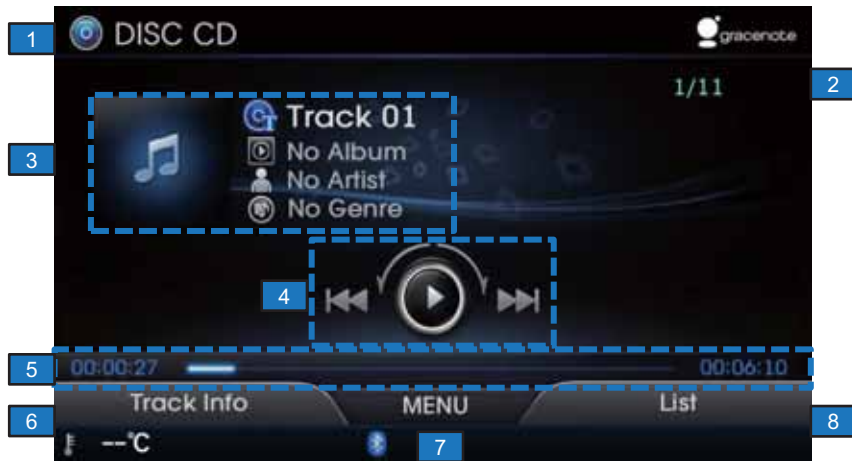 1 DISC CD gracenote
2
1/11
3
Track 01
No Album
No Artist
No Genre
4
5 00:00:27 00:06:10
6 Track Info MENU List 8
--°C 7